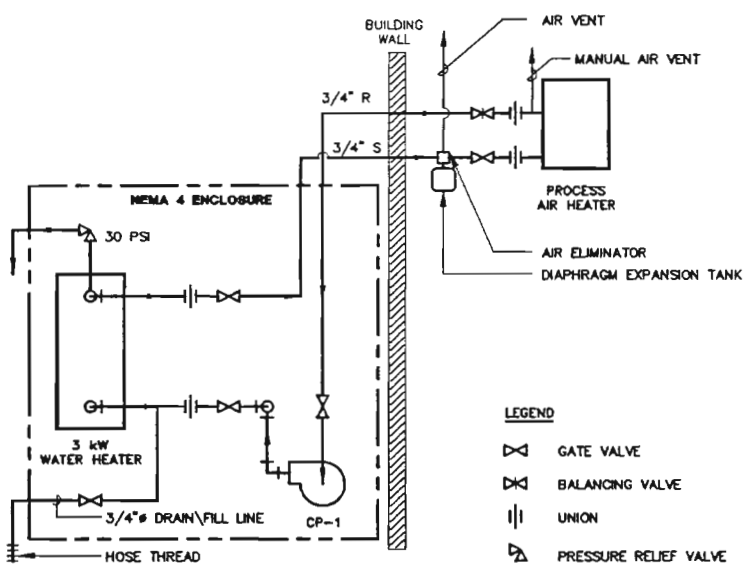 BUILDING
WALL
AIR VENT
MANUAL AIR VENT
3/4" R
3/4" S
PROCESS
AIR HEATER
NEMA 4 ENCLOSURE
30 PSI
AIR ELIMINATOR
DIAPHRAGM EXPANSION TANK
3 kW
WATER HEATER
CP-1
3/4"ø DRAIN\FILL LINE
HOSE THREAD
LEGEND
GATE VALVE
BALANCING VALVE
UNION
PRESSURE RELIEF VALVE